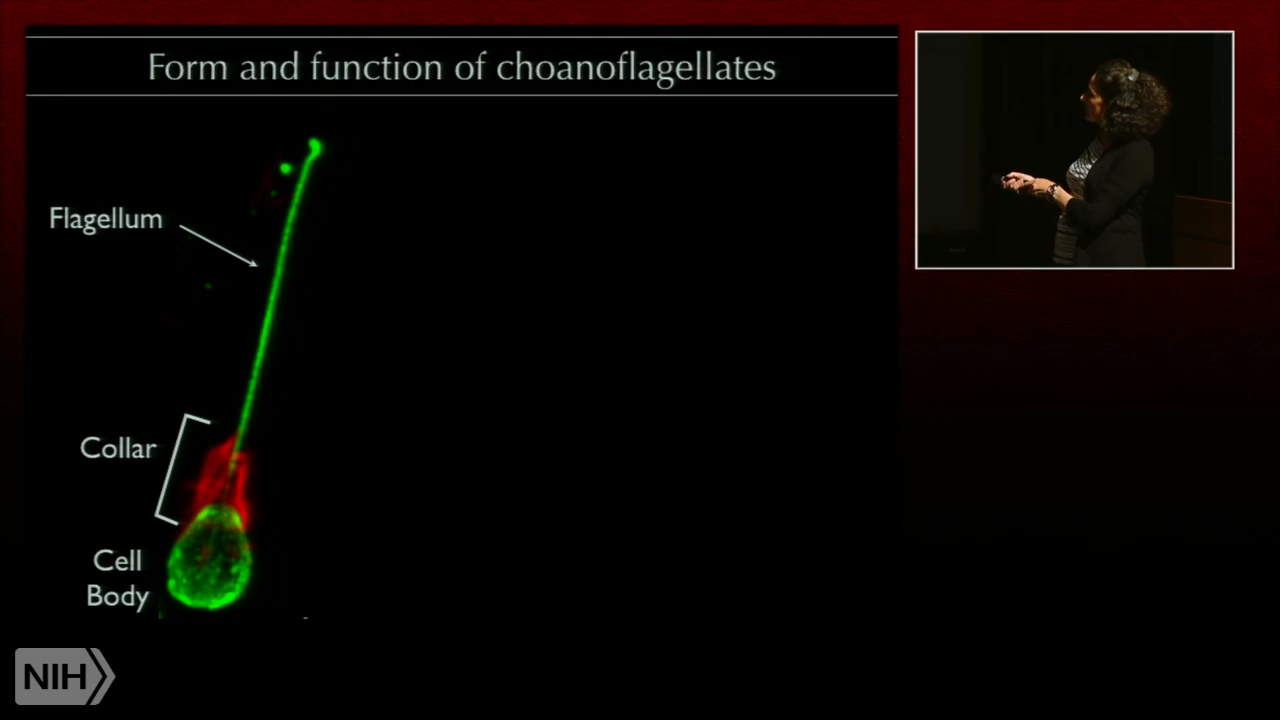 Form and function of choanoflagellates
Flagellum
Collar
Cell
Body
NIH